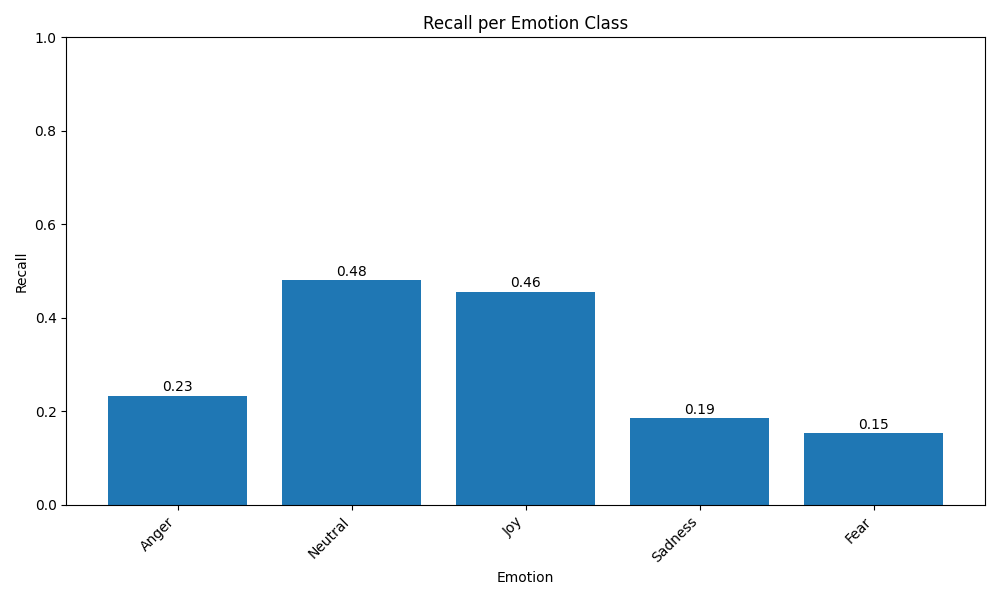 Recall per Emotion Class
1.0
0.8
0.6
0.4
0.2
0.0
Recall
0.23
0.48
0.46
0.19
0.15
Anger
Neutral
Joy
Sadness
Fear
Emotion